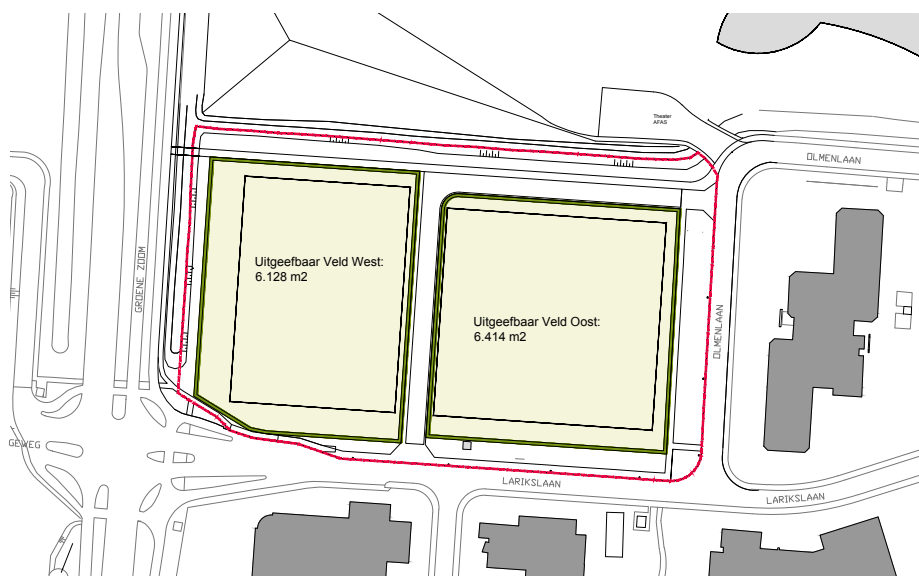 Theater
AFAS
OLMENLAAN
GROENE ZOOM
Uitgeefbaar Veld West:
6.128 m2
Uitgeefbaar Veld Oost:
6.414 m2
OLMENLAAN
GEWEG
LARIKSLAAN
LARIKSLAAN